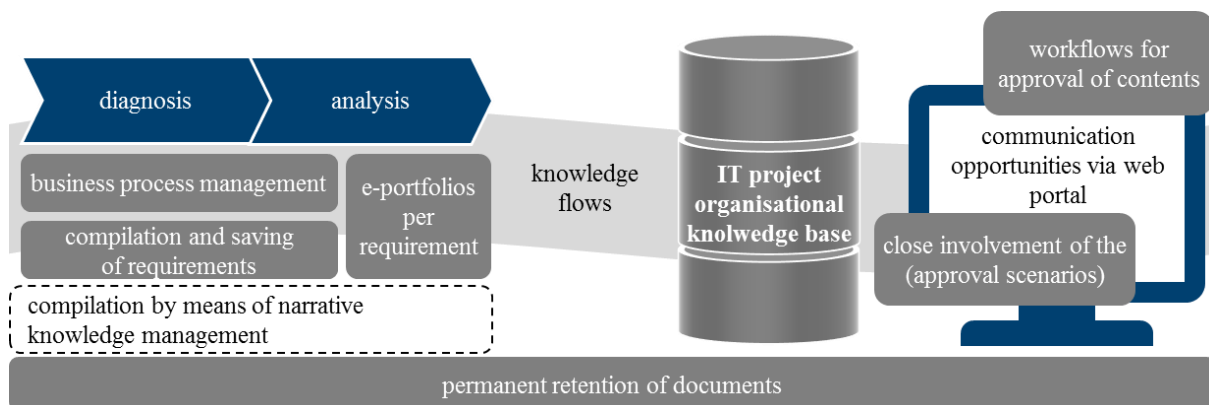 diagnosis
analysis
business process management
compilation and saving
of requirements
e-portfolios
per
requirement
compilation by means of narrative
knowledge management
knowledge
flows
IT project
organisational
knolwedge base
workflows for
approval of contents
communication
opportunities via web
portal
close involvement of the
(approval scenarios)
permanent retention of documents